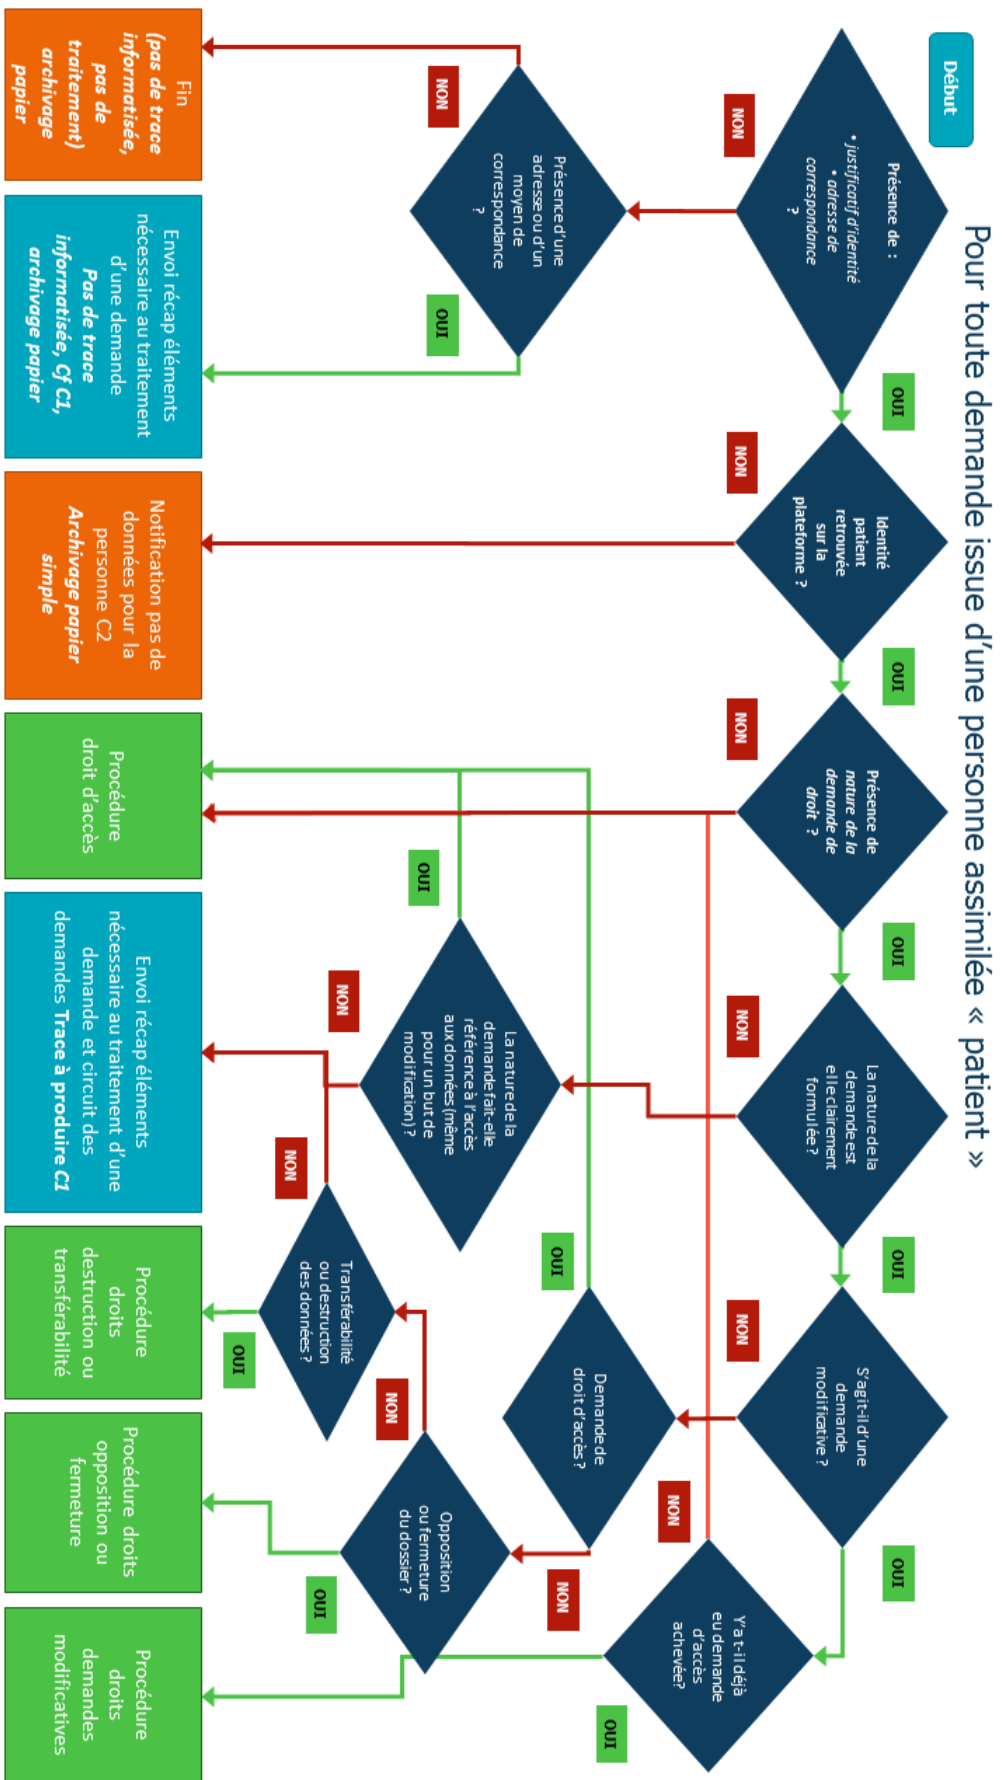 Pour toute demande issue d’une personne assimilée « patient »
Début
Présence de :
• justificatif d’identité
• adresse de
correspondance
?
OUI
NON
Identité
patient
retrouvée
sur la
plateforme ?
OUI
NON
Présence de
nature de la
demande de
droit ?
OUI
NON
La nature de la
demande est
elle clairement
formulée ?
OUI
NON
S’agit-il d’une
demande
modificative ?
OUI
NON
Présence d’une
adresse ou d’un
moyen de
correspondance
?
NON
OUI
Y’a t-il déjà
eu demande
d’accès
achevée?
NON
OUI
Demande de
droit d’accès ?
OUI
NON
La nature de la
demande fait-elle
référence à l’accès
aux données (même
pour un but de
modification) ?
OUI
NON
Opposition
ou fermeture
du dossier ?
NON
OUI
Transférabilité
ou destruction
des données ?
NON
OUI
Fin
(pas de trace
informatisée,
pas de
traitement)
archivage
papier
Envoi récap éléments
nécessaire au traitement
d’une demande
Pas de trace
informatisée, Cf C1,
archivage papier
Notification pas de
données pour la
personne C2
Archivage papier
simple
Procédure
droit d’accès
Envoi récap éléments
nécessaire au traitement d’une
demande et circuit des
demandes Trace à produire C1
Procédure
droits
destruction ou
transférabilité
Procédure droits
opposition ou
fermeture
Procédure
droits
demandes
modificatives